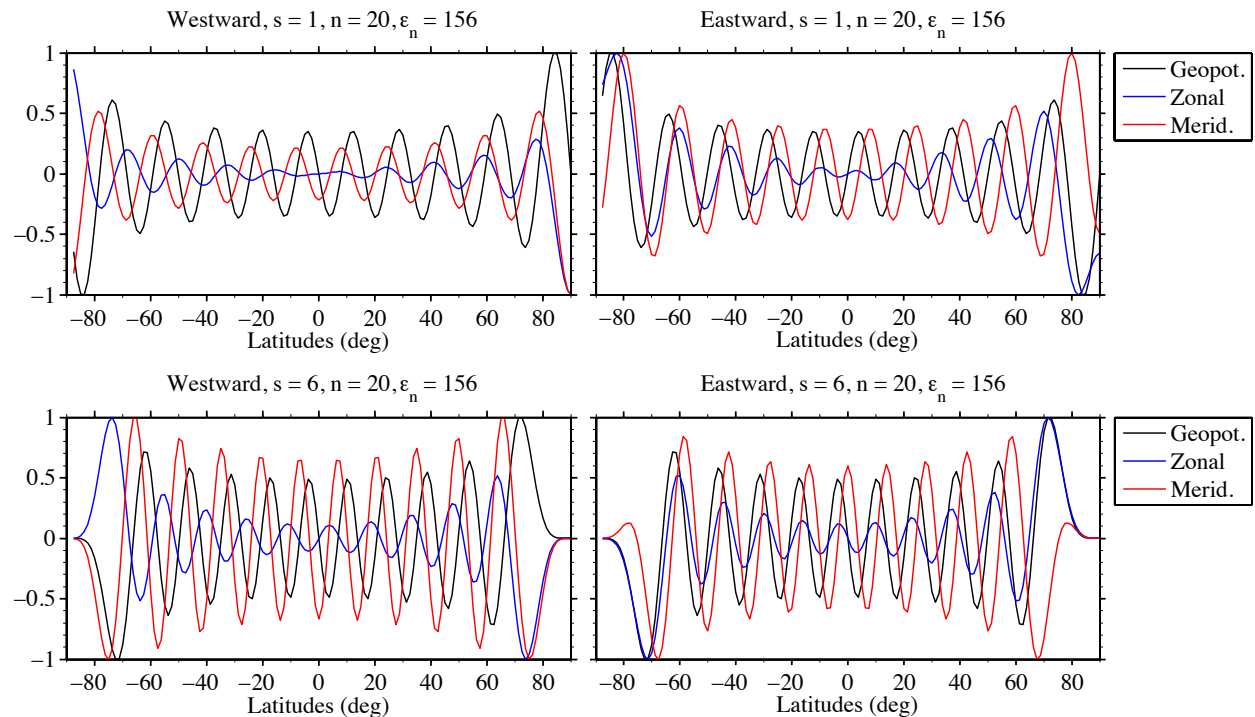 Westward, s = 1, n = 20, εn = 156
Eastward, s = 1, n = 20, εn = 156
1
0.5
0
−0.5
−1
Geopot.
Zonal
Merid.
−80 −60 −40 −20 0 20 40 60 80
−80 −60 −40 −20 0 20 40 60 80
Latitudes (deg)
Latitudes (deg)
Westward, s = 6, n = 20, εn = 156
Eastward, s = 6, n = 20, εn = 156
1
0.5
0
−0.5
−1
Geopot.
Zonal
Merid.
−80 −60 −40 −20 0 20 40 60 80
−80 −60 −40 −20 0 20 40 60 80
Latitudes (deg)
Latitudes (deg)